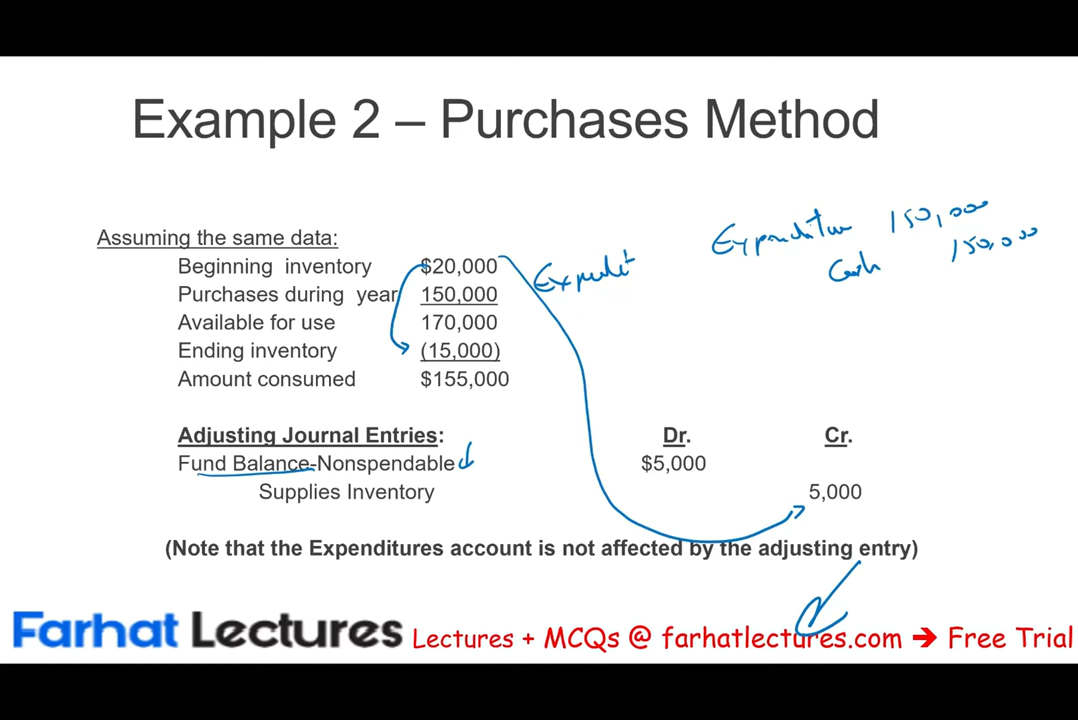 Example 2 – Purchases Method
Expenditure 150,000
Cash 150,000
Assuming the same data:
Beginning inventory $20,000
Expendit
Purchases during year 150,000
Available for use 170,000
Ending inventory (15,000)
Amount consumed $155,000
Adjusting Journal Entries: Dr. Cr.
Fund Balance-Nonspendable $5,000
Supplies Inventory 5,000
(Note that the Expenditures account is not affected by the adjusting entry)
Farhat Lectures Lectures + MCQs @ farhatlectures.com ➔ Free Trial